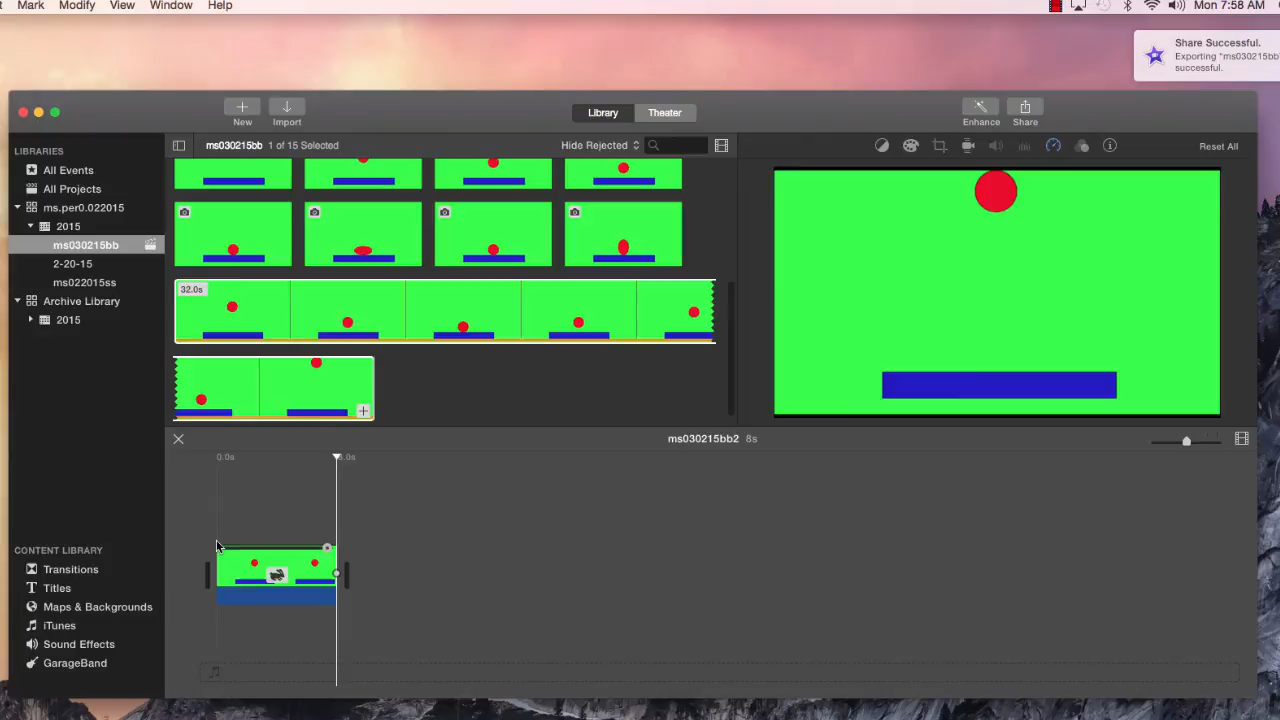 Mark Modify View Window Help Mon 7:58 AM
Share Successful.
Exporting "ms030215bb
successful.
New Import Library Theater Enhance Share
LIBRARIES
All Events
All Projects
ms.per0.022015
2015
ms030215bb
2-20-15
ms022015ss
Archive Library
2015
ms030215bb 1 of 15 Selected Hide Rejected
Reset All
32.0s
ms030215bb2 8s
0.0s
CONTENT LIBRARY
Transitions
Titles
Maps & Backgrounds
iTunes
Sound Effects
GarageBand